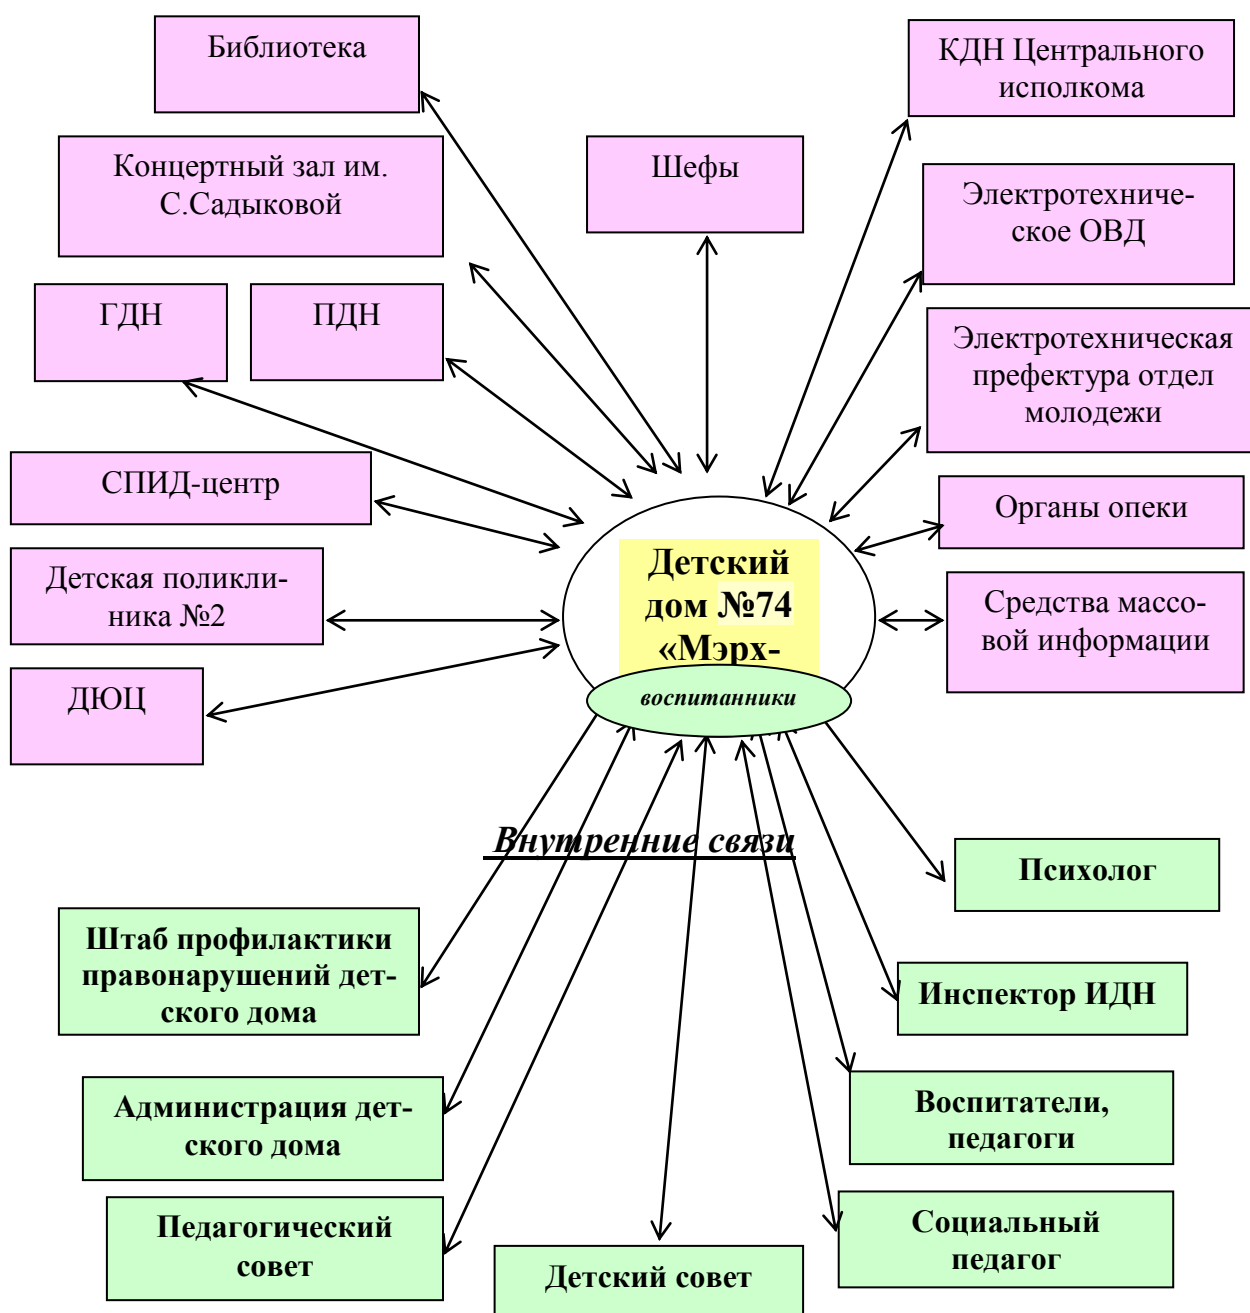 Библиотека
КДН Центрального
исполкома
Концертный зал им.
С.Садыковой
Шефы
Электротехниче-
ское ОВД
ГДН
ПДН
Электротехническая
префектура отдел
молодежи
СПИД-центр
Органы опеки
Детская поликли-
ника №2
Детский
дом №74
«Мэрх-
Средства массо-
вой информации
ДЮЦ
воспитанники
Внутренние связи
Психолог
Штаб профилактики
правонарушений дет-
ского дома
Инспектор ИДН
Администрация дет-
ского дома
Воспитатели,
педагоги
Педагогический
совет
Социальный
педагог
Детский совет